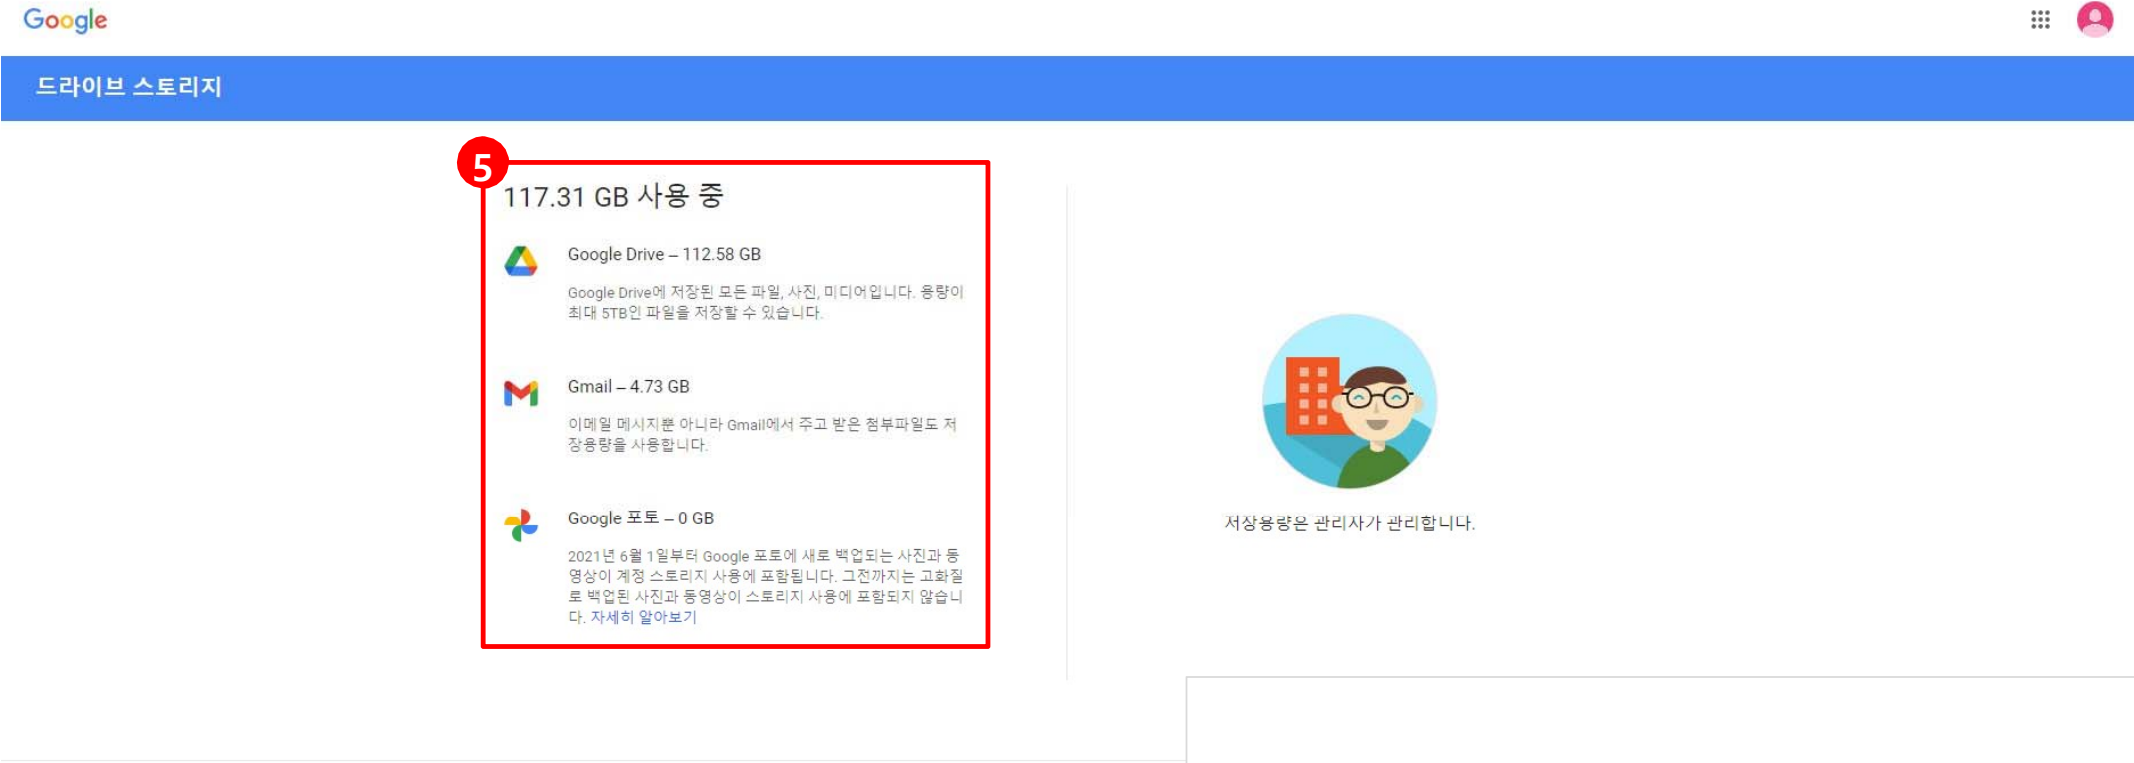 Google
드라이브 스토리지
5
117.31 GB 사용 중
Google Drive – 112.58 GB
Google Drive에 저장된 모든 파일, 사진, 미디어입니다. 용량이
최대 5TB인 파일을 저장할 수 있습니다.
Gmail – 4.73 GB
이메일 메시지뿐 아니라 Gmail에서 주고 받은 첨부파일도 저
장용량을 사용합니다.
Google 포토 – 0 GB
2021년 6월 1일부터 Google 포토에 새로 백업되는 사진과 동
영상이 계정 스토리지 사용에 포함됩니다. 그전까지는 고화질
로 백업된 사진과 동영상이 스토리지 사용에 포함되지 않습니
다. 자세히 알아보기
저장용량은 관리자가 관리합니다.